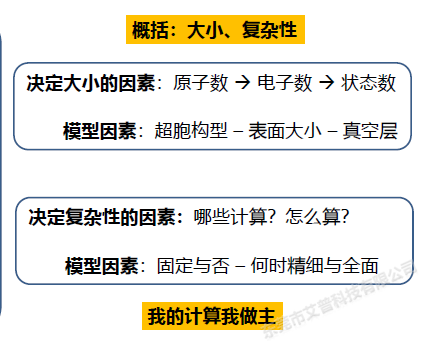 概括：大小、复杂性
决定大小的因素：原子数 → 电子数 → 状态数
模型因素：超胞构型 – 表面大小 – 真空层
决定复杂性的因素：哪些计算？怎么算？
模型因素：固定与否 – 何时精细与全面
我的计算我做主
东莞市艾普科技有限公司